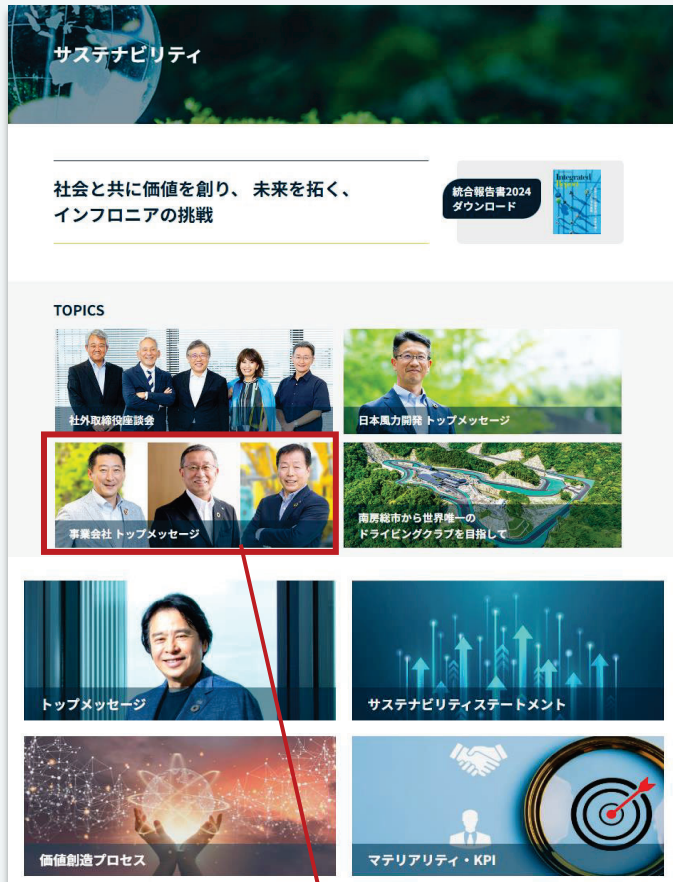 サステナビリティ
社会と共に価値を創り、未来を拓く、
インフロニアの挑戦
統合報告書2024
ダウンロード
Integrated
Report
TOPICS
社外取締役座談会
日本風力開発 トップメッセージ
事業会社 トップメッセージ
南房総市から世界唯一の
ドライビングクラブを目指して
トップメッセージ
サステナビリティステートメント
価値創造プロセス
マテリアリティ・KPI